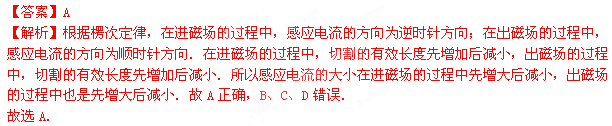 【答案】A
【解析】根据楞次定律，在进磁场的过程中，感应电流的方向为逆时针方向；在出磁场的过程中，
感应电流的方向为顺时针方向．在进磁场的过程中，切割的有效长度先增加后减小，出磁场的过程
中，切割的有效长度先增加后减小．所以感应电流的大小在进磁场的过程中先增大后减小，出磁场
的过程中也是先增大后减小．故 A 正确，B、C、D 错误．
故选 A．